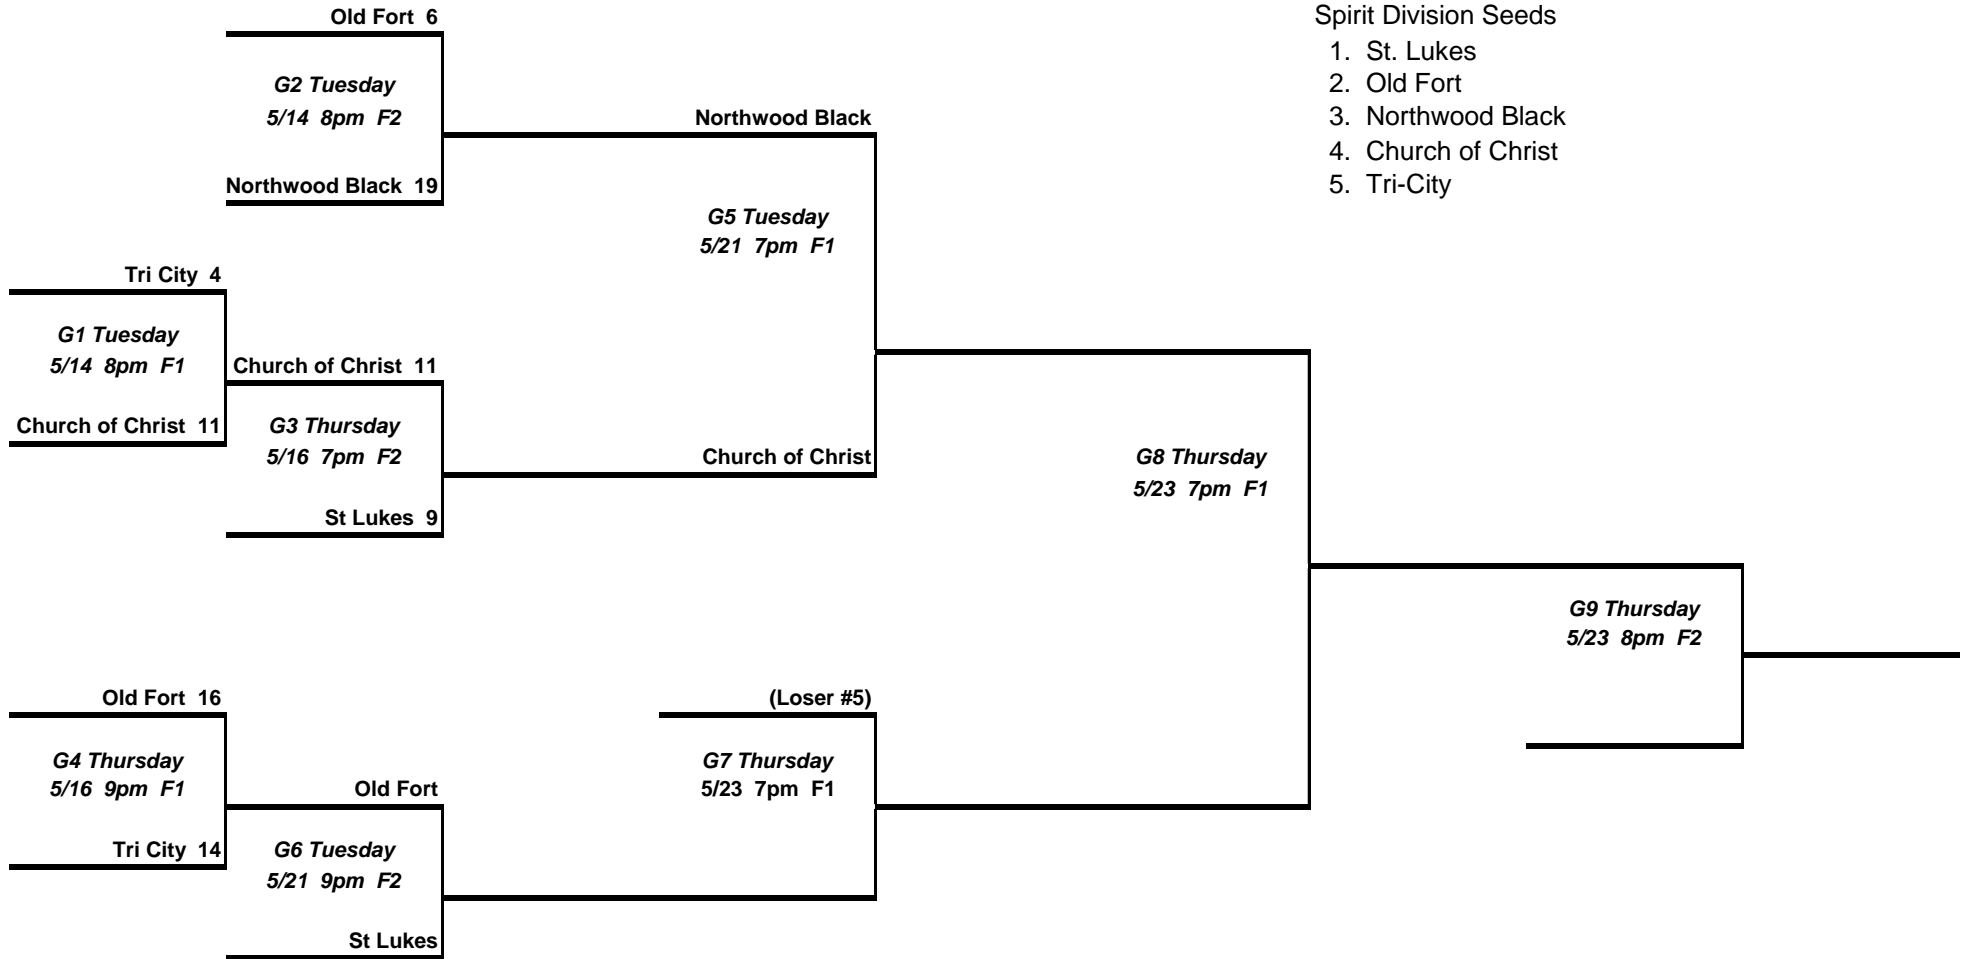 Old Fort 6
G2 Tuesday
5/14 8pm F2
Northwood Black 19
Northwood Black
G5 Tuesday
5/21 7pm F1
Tri City 4
G1 Tuesday
5/14 8pm F1
Church of Christ 11
Church of Christ 11
G3 Thursday
5/16 7pm F2
St Lukes 9
Church of Christ
G8 Thursday
5/23 7pm F1
G9 Thursday
5/23 8pm F2
Old Fort 16
G4 Thursday
5/16 9pm F1
Tri City 14
Old Fort
G6 Tuesday
5/21 9pm F2
St Lukes
(Loser #5)
G7 Thursday
5/23 7pm F1
Spirit Division Seeds
1. St. Lukes
2. Old Fort
3. Northwood Black
4. Church of Christ
5. Tri-City